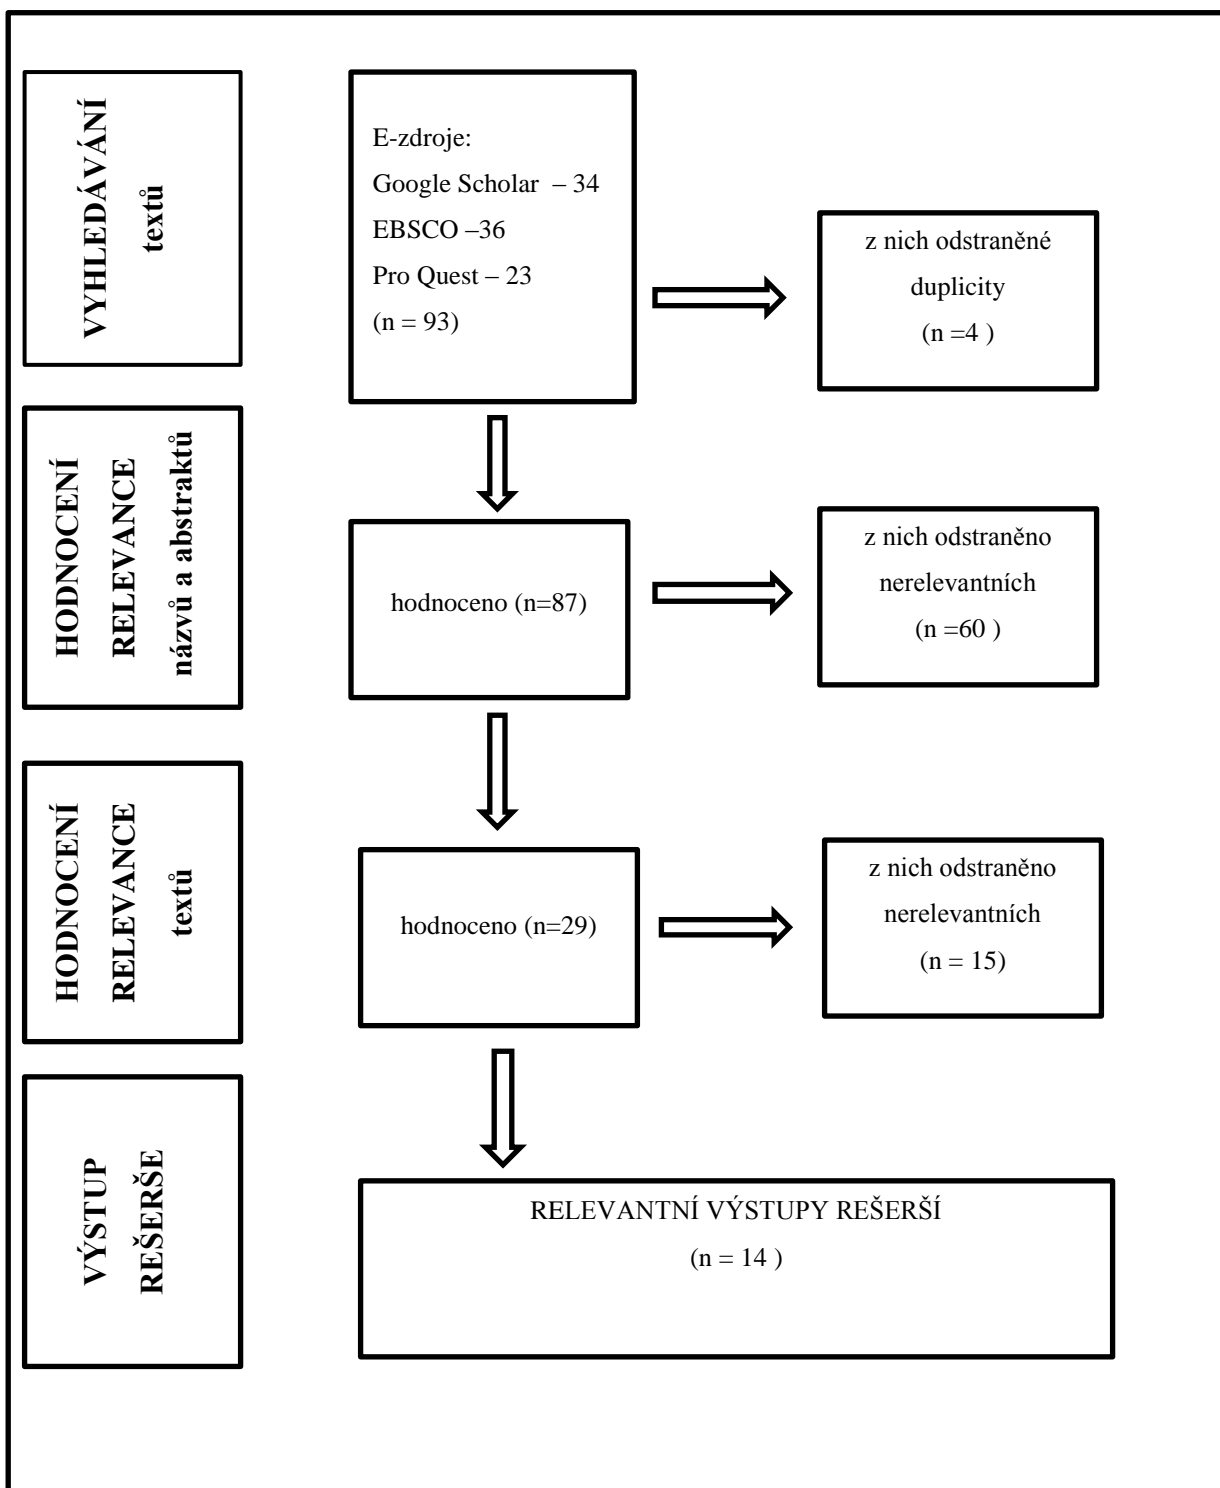 VYHLEDÁVÁNÍ
textů
E-zdroje:
Google Scholar – 34
EBSCO –36
Pro Quest – 23
(n = 93)
z nich odstraněné
duplicity
(n =4 )
HODNOCENÍ
RELEVANCE
názvů a abstraktů
hodnoceno (n=87)
z nich odstraněno
nerelevantních
(n =60 )
HODNOCENÍ
RELEVANCE
textů
hodnoceno (n=29)
z nich odstraněno
nerelevantních
(n = 15)
VÝSTUP
REŠERŠE
RELEVANTNÍ VÝSTUPY REŠERŠÍ
(n = 14 )